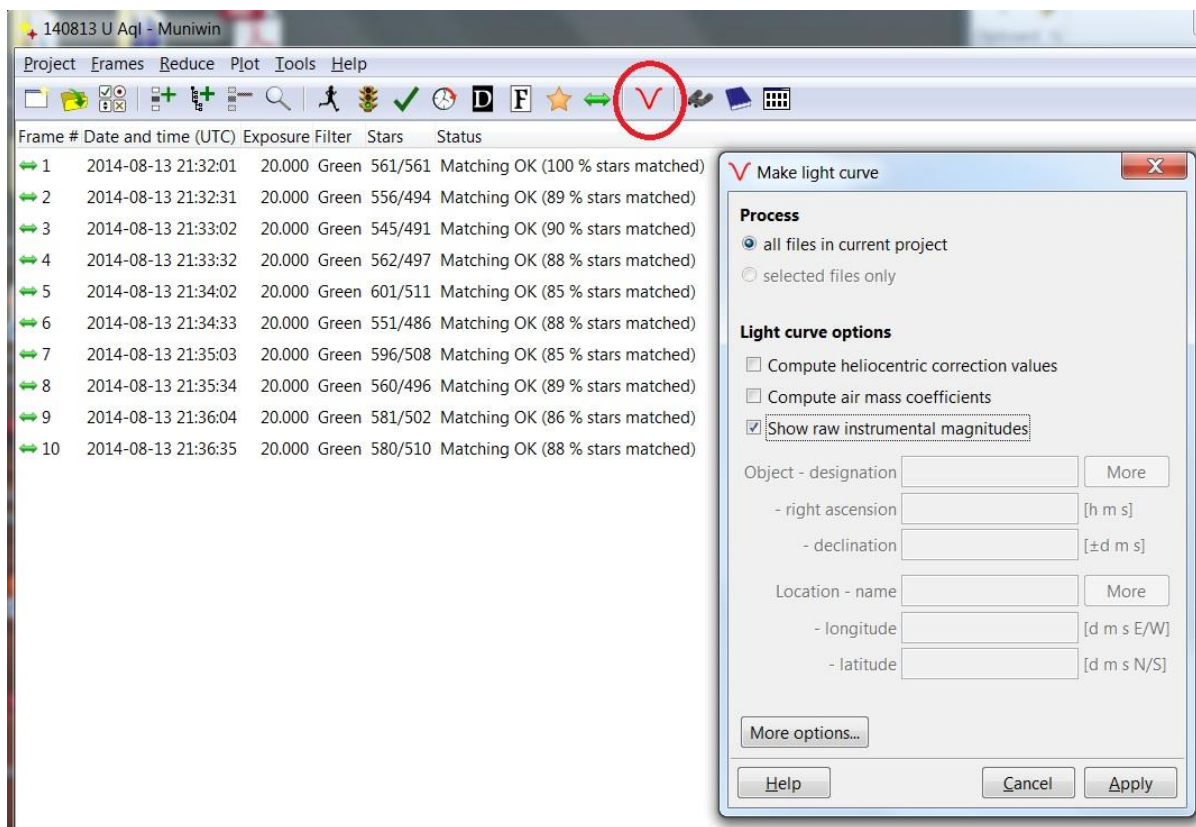 140813 U Aql - Muniwin
Project Frames Reduce Plot Tools Help
D F
Frame # Date and time (UTC) Exposure Filter Stars Status
1 2014-08-13 21:32:01 20.000 Green 561/561 Matching OK (100 % stars matched)
2 2014-08-13 21:32:31 20.000 Green 556/494 Matching OK (89 % stars matched)
3 2014-08-13 21:33:02 20.000 Green 545/491 Matching OK (90 % stars matched)
4 2014-08-13 21:33:32 20.000 Green 562/497 Matching OK (88 % stars matched)
5 2014-08-13 21:34:02 20.000 Green 601/511 Matching OK (85 % stars matched)
6 2014-08-13 21:34:33 20.000 Green 551/486 Matching OK (88 % stars matched)
7 2014-08-13 21:35:03 20.000 Green 596/508 Matching OK (85 % stars matched)
8 2014-08-13 21:35:34 20.000 Green 560/496 Matching OK (89 % stars matched)
9 2014-08-13 21:36:04 20.000 Green 581/502 Matching OK (86 % stars matched)
10 2014-08-13 21:36:35 20.000 Green 580/510 Matching OK (88 % stars matched)
Make light curve
Process
all files in current project
selected files only
Light curve options
Compute heliocentric correction values
Compute air mass coefficients
Show raw instrumental magnitudes
Object - designation More
- right ascension [h m s]
- declination [±d m s]
Location - name More
- longitude [d m s E/W]
- latitude [d m s N/S]
More options...
Help Cancel Apply